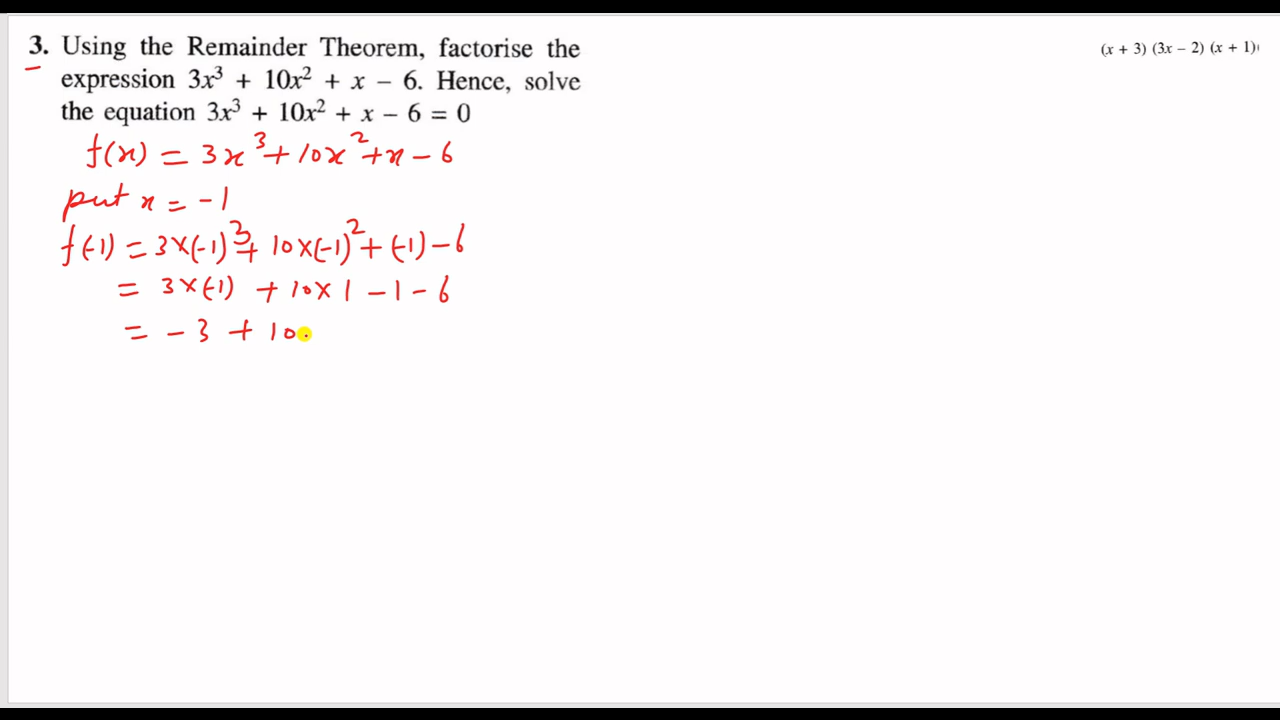 3. Using the Remainder Theorem, factorise the
expression 3x³ + 10x² + x – 6. Hence, solve
the equation 3x³ + 10x² + x – 6 = 0
(x + 3) (3x – 2) (x + 1)
f(x) = 3x³ + 10x² + x – 6
put x = -1
f(-1) = 3×(-1)³ + 10×(-1)² + (-1) – 6
= 3×(-1) + 10×1 – 1 – 6
= – 3 + 10